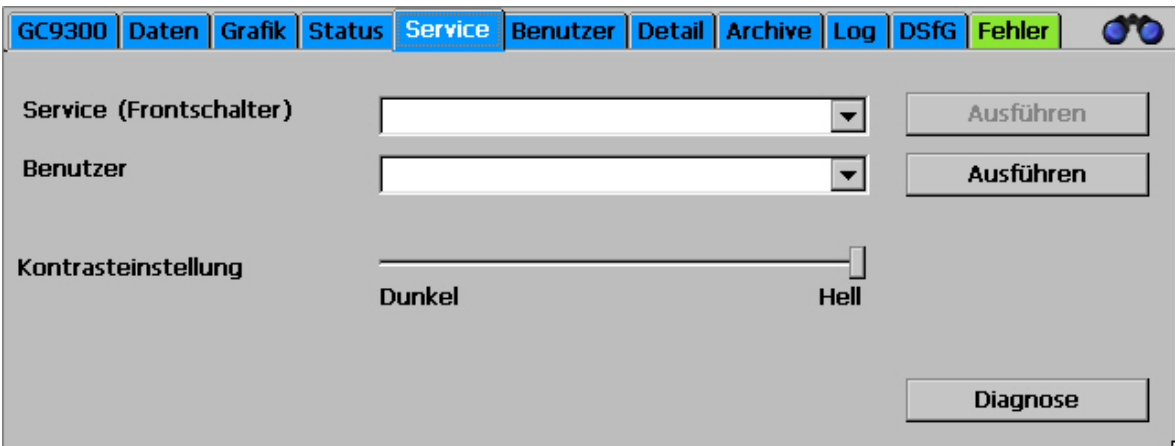 GC9300 Daten Grafik Status Service Benutzer Detail Archive Log DSfG Fehler
Service (Frontschalter) Ausführen
Benutzer Ausführen
Kontrasteinstellung
Dunkel Hell
Diagnose